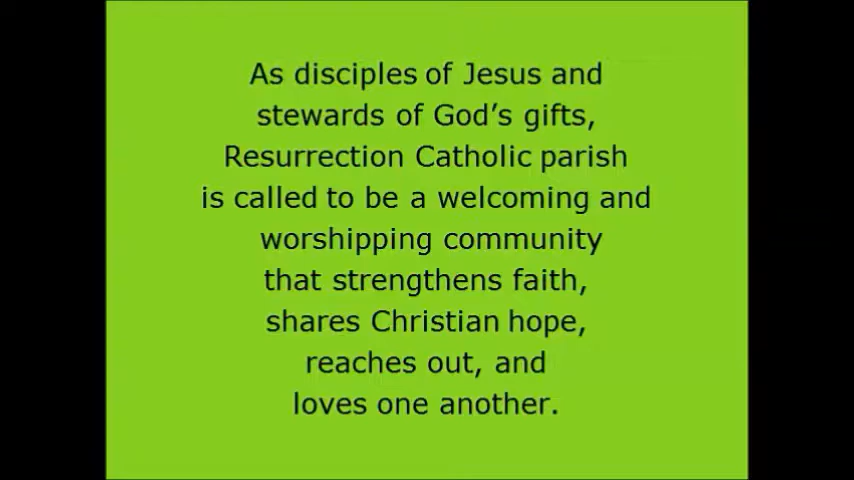 As disciples of Jesus and
stewards of God’s gifts,
Resurrection Catholic parish
is called to be a welcoming and
worshipping community
that strengthens faith,
shares Christian hope,
reaches out, and
loves one another.